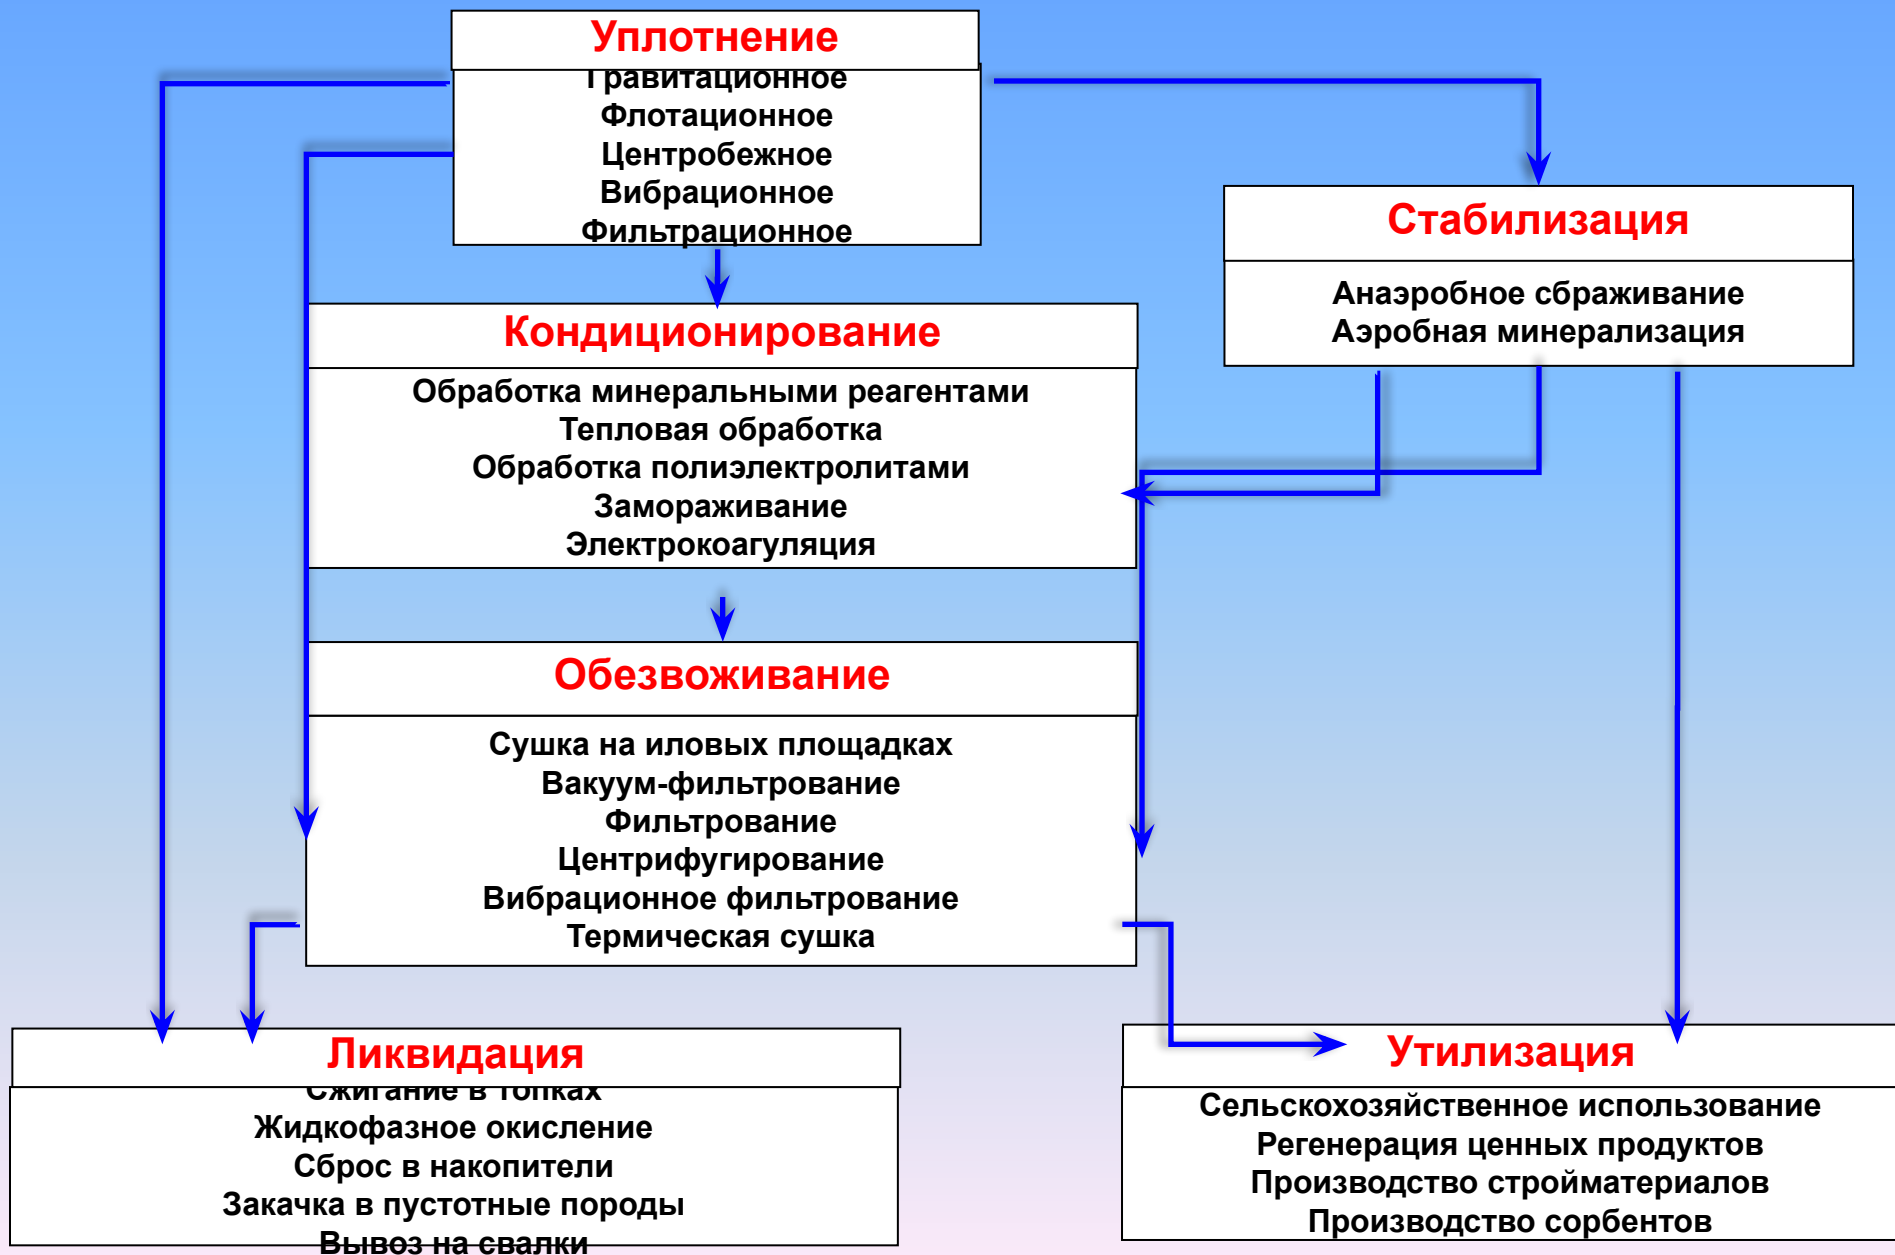 Уплотнение
Гравитационное
Флотационное
Центробежное
Вибрационное
Фильтрационное
Стабилизация
Анаэробное сбраживание
Аэробная минерализация
Кондиционирование
Обработка минеральными реагентами
Тепловая обработка
Обработка полиэлектролитами
Замораживание
Электрокоагуляция
Обезвоживание
Сушка на иловых площадках
Вакуум-фильтрование
Фильтрование
Центрифугирование
Вибрационное фильтрование
Термическая сушка
Ликвидация
Сжигание в топках
Жидкофазное окисление
Сброс в накопители
Закачка в пустотные породы
Вывоз на свалки
Утилизация
Сельскохозяйственное использование
Регенерация ценных продуктов
Производство стройматериалов
Производство сорбентов